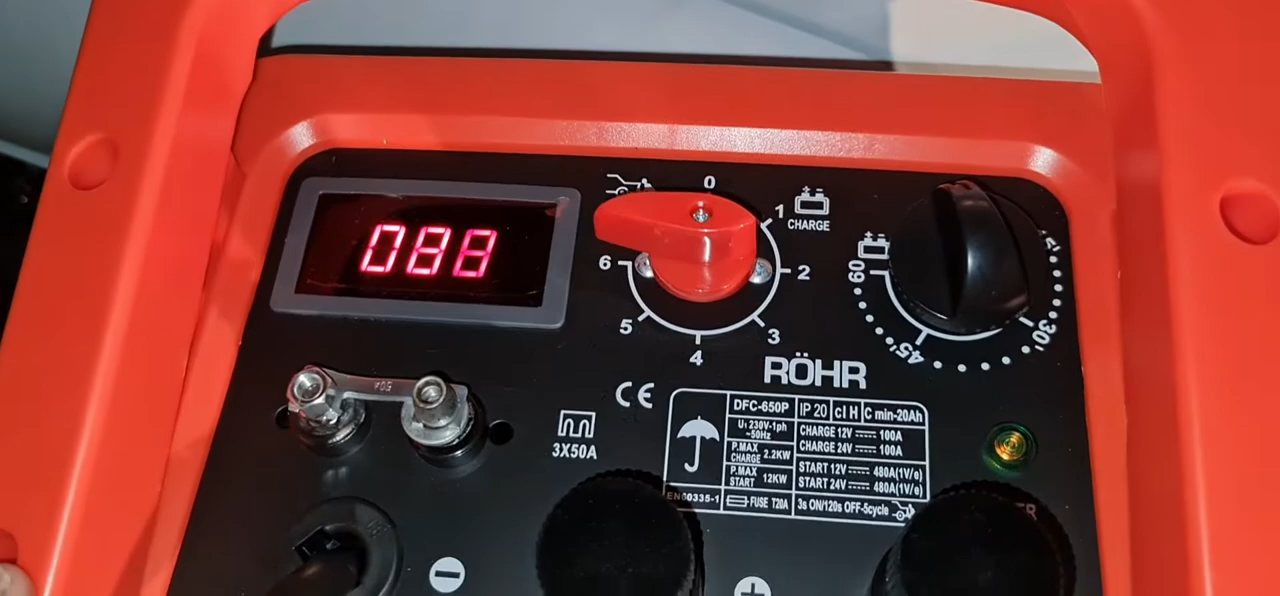 088
0
1
CHARGE
2
3
4
5
6
60
45'
30'
RÖHR
50A
CE
3X50A
DFC-650P IP 20 cl H C min-20Ah
U1 230V-1ph ~50Hz
CHARGE 12V 100A
CHARGE 24V 100A
P.MAX CHARGE 2.2KW
P.MAX START 12KW
START 12V 480A(1V/e)
START 24V 480A(1V/e)
EN60335-1 FUSE T20A 3s ON/120s OFF-5cycle